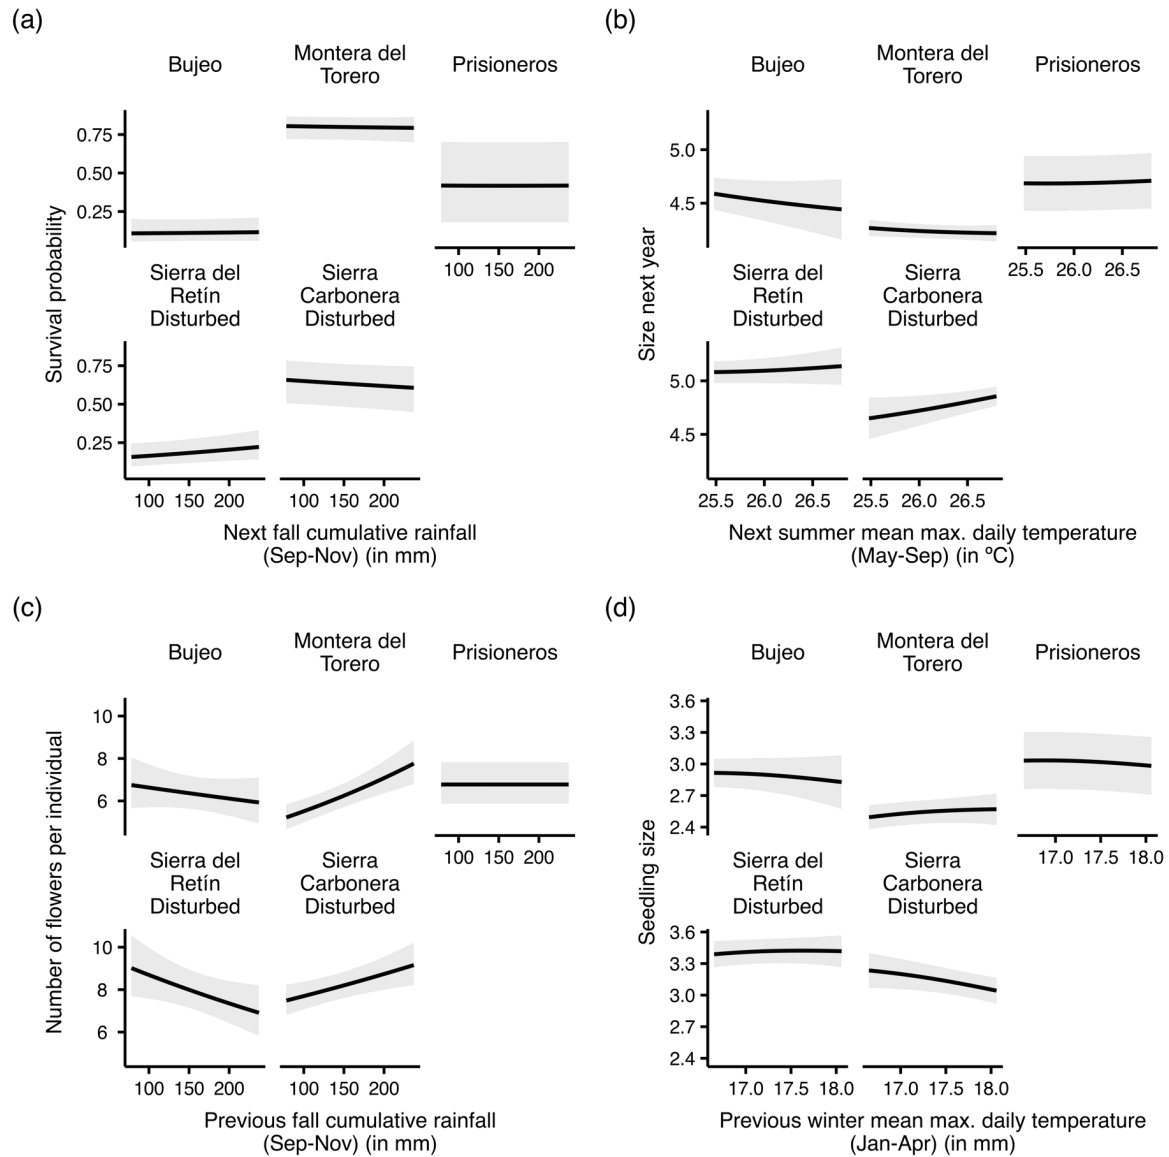 (a)
Bujeo
Montera del
Torero
Prisioneros
Survival probability
0.75
0.50
0.25
100 150 200
Sierra del
Retín
Disturbed
Sierra
Carbonera
Disturbed
0.75
0.50
0.25
100 150 200
100 150 200
Next fall cumulative rainfall
(Sep-Nov) (in mm)
(b)
Bujeo
Montera del
Torero
Prisioneros
Size next year
5.0
4.5
25.5 26.0 26.5
Sierra del
Retín
Disturbed
Sierra
Carbonera
Disturbed
5.0
4.5
25.5 26.0 26.5
25.5 26.0 26.5
Next summer mean max. daily temperature
(May-Sep) (in ºC)
(c)
Bujeo
Montera del
Torero
Prisioneros
Number of flowers per individual
10
8
6
100 150 200
Sierra del
Retín
Disturbed
Sierra
Carbonera
Disturbed
10
8
6
100 150 200
100 150 200
Previous fall cumulative rainfall
(Sep-Nov) (in mm)
(d)
Bujeo
Montera del
Torero
Prisioneros
Seedling size
3.6
3.3
3.0
2.7
2.4
17.0 17.5 18.0
Sierra del
Retín
Disturbed
Sierra
Carbonera
Disturbed
3.6
3.3
3.0
2.7
2.4
17.0 17.5 18.0
17.0 17.5 18.0
Previous winter mean max. daily temperature
(Jan-Apr) (in mm)